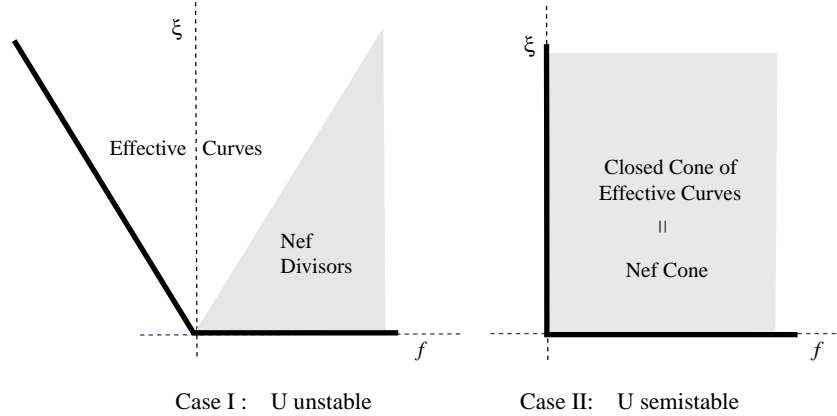 ξ
Effective Curves
Nef
Divisors
f
Case I : U unstable
ξ
Closed Cone of
Effective Curves
=
Nef Cone
f
Case II: U semistable